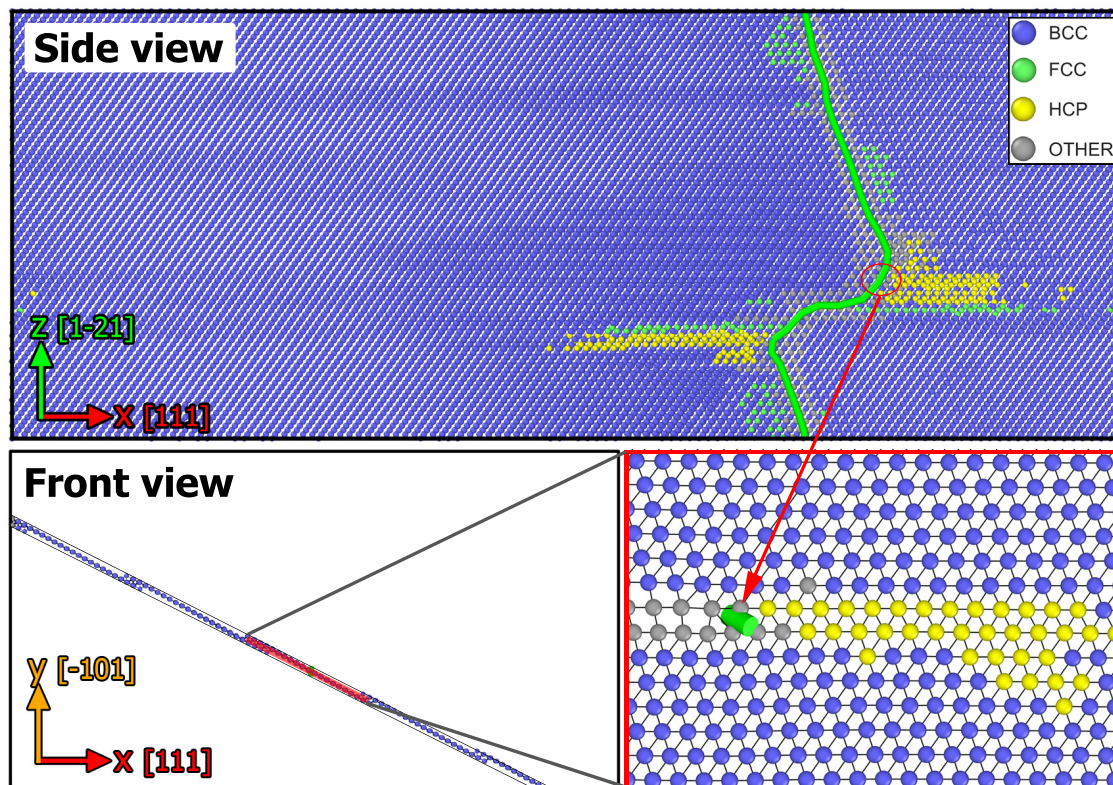 Side view
BCC
FCC
HCP
OTHER
Z [1-21]
X [111]
Front view
y [-101]
X [111]